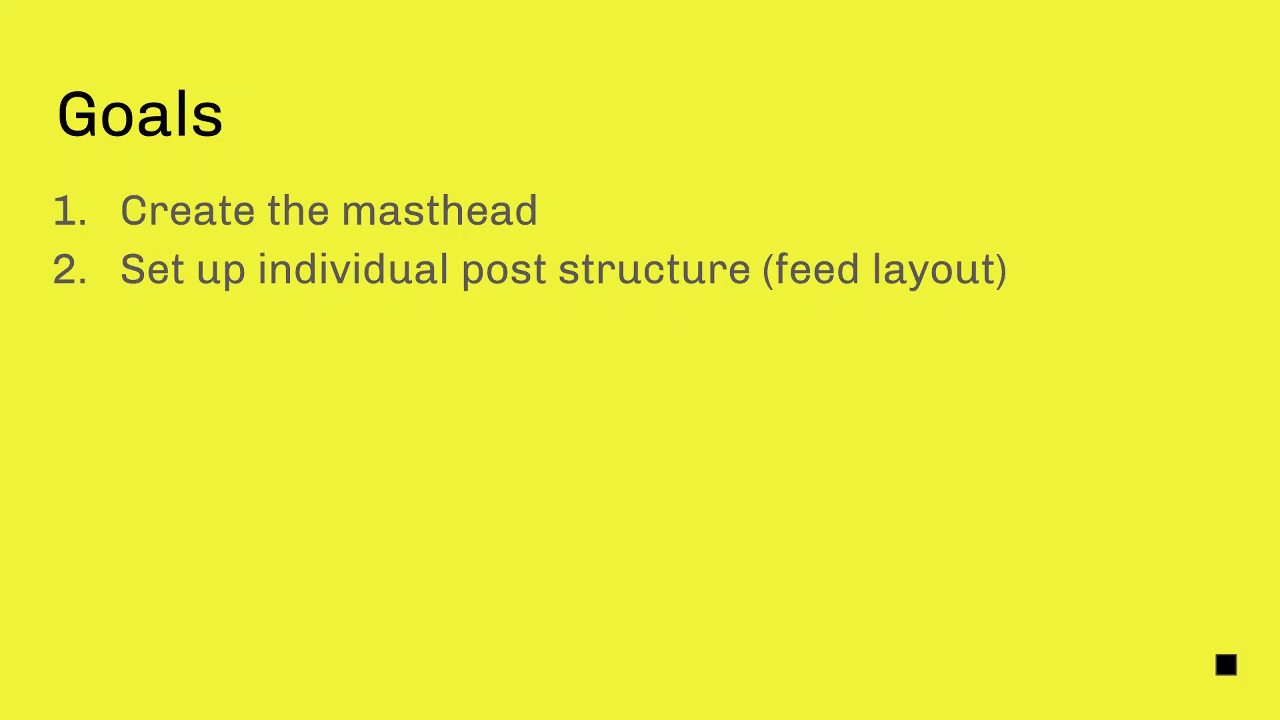 Goals
1. Create the masthead
2. Set up individual post structure (feed layout)